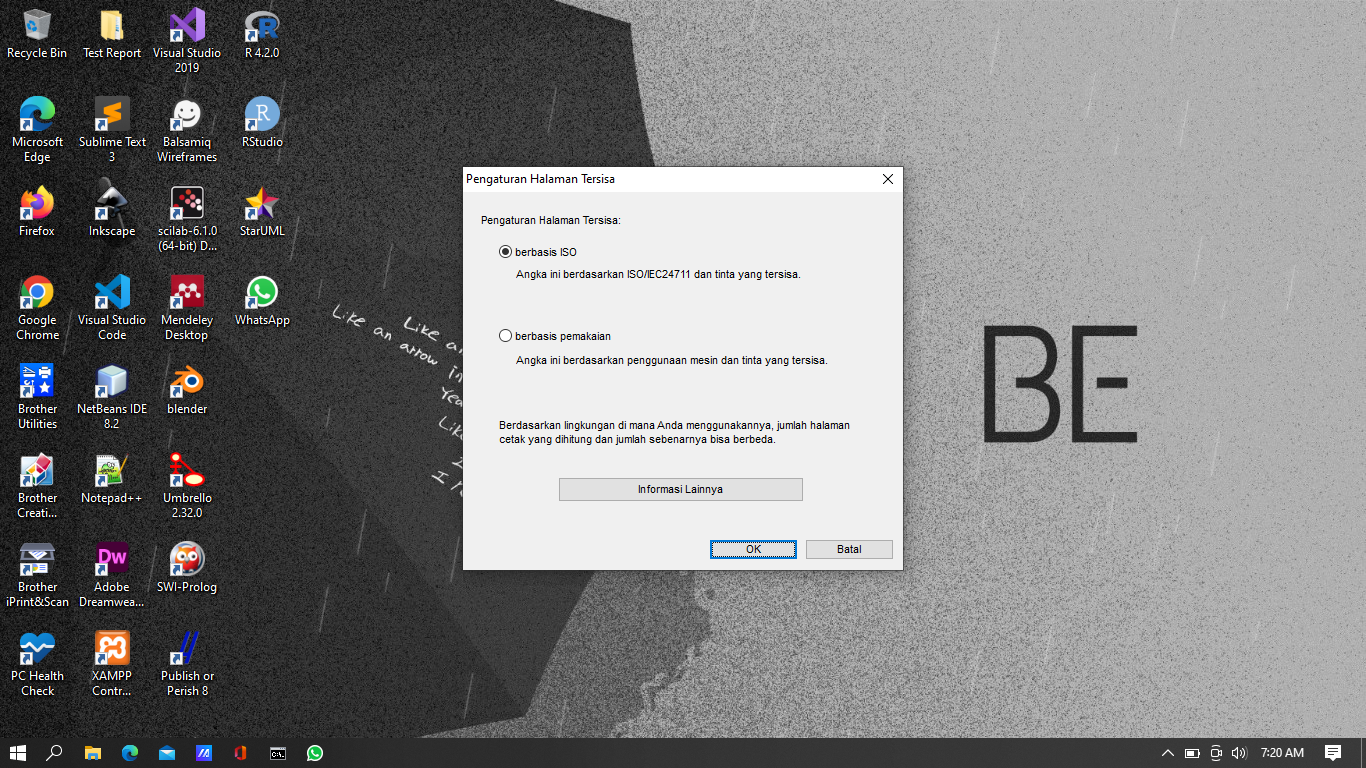 Recycle Bin
Test Report
Visual Studio
2019
R 4.2.0
Microsoft
Edge
Sublime Text
3
Balsamiq
Wireframes
RStudio
Firefox
Inkscape
scilab-6.1.0
(64-bit) D...
StarUML
Google
Chrome
Visual Studio
Code
Mendeley
Desktop
WhatsApp
Brother
Utilities
NetBeans IDE
8.2
blender
Brother
Creati...
Notepad++
Umbrello
2.32.0
Brother
iPrint&Scan
Adobe
Dreamwea...
SWI-Prolog
PC Health
Check
XAMPP
Contr...
Publish or
Perish 8
Like an arrow in
Like
Like
I
BE
Pengaturan Halaman Tersisa
Pengaturan Halaman Tersisa:
berbasis ISO
Angka ini berdasarkan ISO/IEC24711 dan tinta yang tersisa.
berbasis pemakaian
Angka ini berdasarkan penggunaan mesin dan tinta yang tersisa.
Berdasarkan lingkungan di mana Anda menggunakannya, jumlah halaman
cetak yang dihitung dan jumlah sebenarnya bisa berbeda.
Informasi Lainnya
OK
Batal
7:20 AM